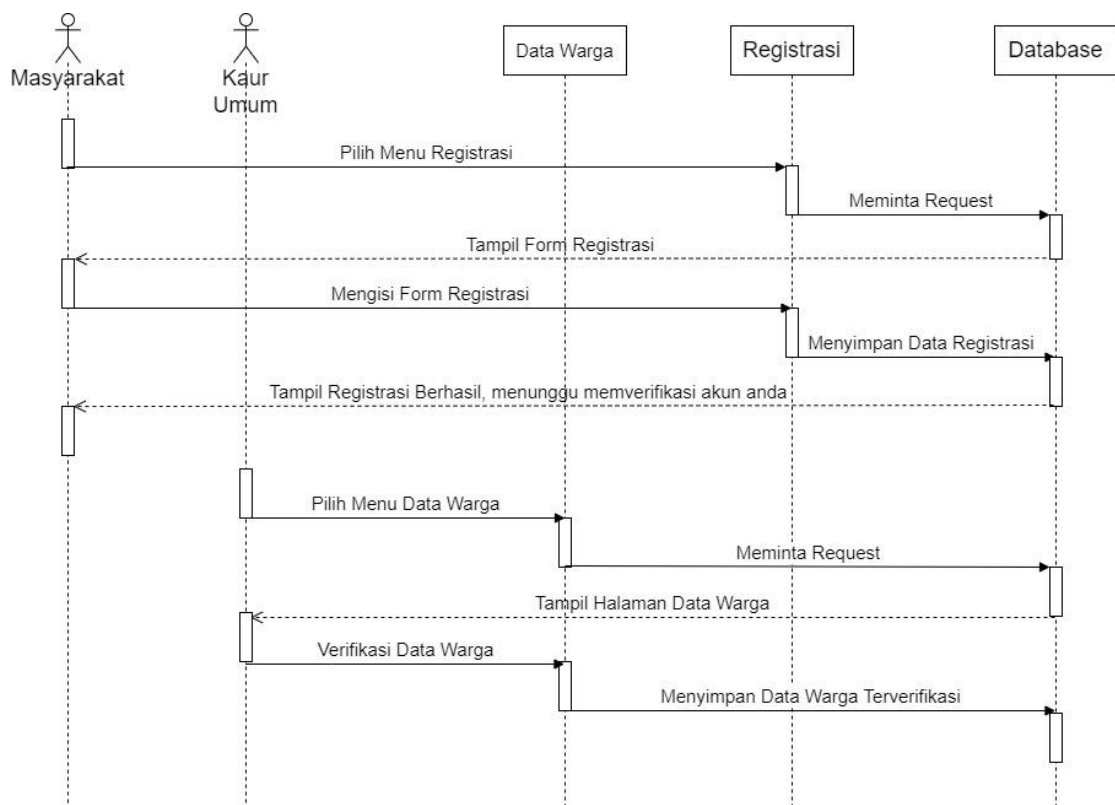 Masyarakat
Kaur
Umum
Data Warga
Registrasi
Database
Pilih Menu Registrasi
Meminta Request
Tampil Form Registrasi
Mengisi Form Registrasi
Menyimpan Data Registrasi
Tampil Registrasi Berhasil, menunggu memverifikasi akun anda
Pilih Menu Data Warga
Meminta Request
Tampil Halaman Data Warga
Verifikasi Data Warga
Menyimpan Data Warga Terverifikasi